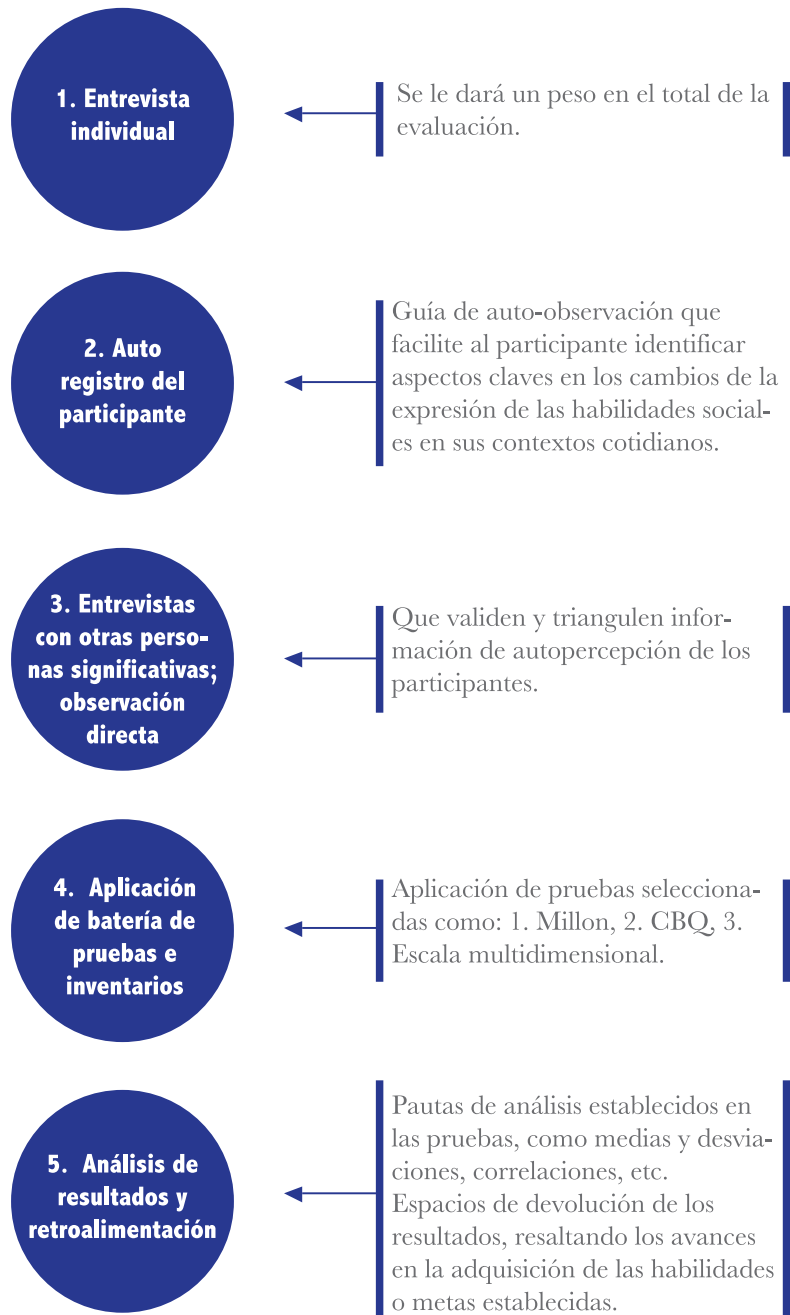 1. Entrevista
individual
Se le dará un peso en el total de la
evaluación.
2. Auto
registro del
participante
Guía de auto-observación que
facilite al participante identificar
aspectos claves en los cambios de la
expresión de las habilidades social-
es en sus contextos cotidianos.
3. Entrevistas
con otras perso-
nas significativas;
observación
directa
Que validen y triangulen infor-
mación de autopercepción de los
participantes.
4. Aplicación
de batería de
pruebas e
inventarios
Aplicación de pruebas selecciona-
das como: 1. Millon, 2. CBQ, 3.
Escala multidimensional.
5. Análisis de
resultados y
retroalimentación
Pautas de análisis establecidos en
las pruebas, como medias y desvia-
ciones, correlaciones, etc.
Espacios de devolución de los
resultados, resaltando los avances
en la adquisición de las habilidades
o metas establecidas.